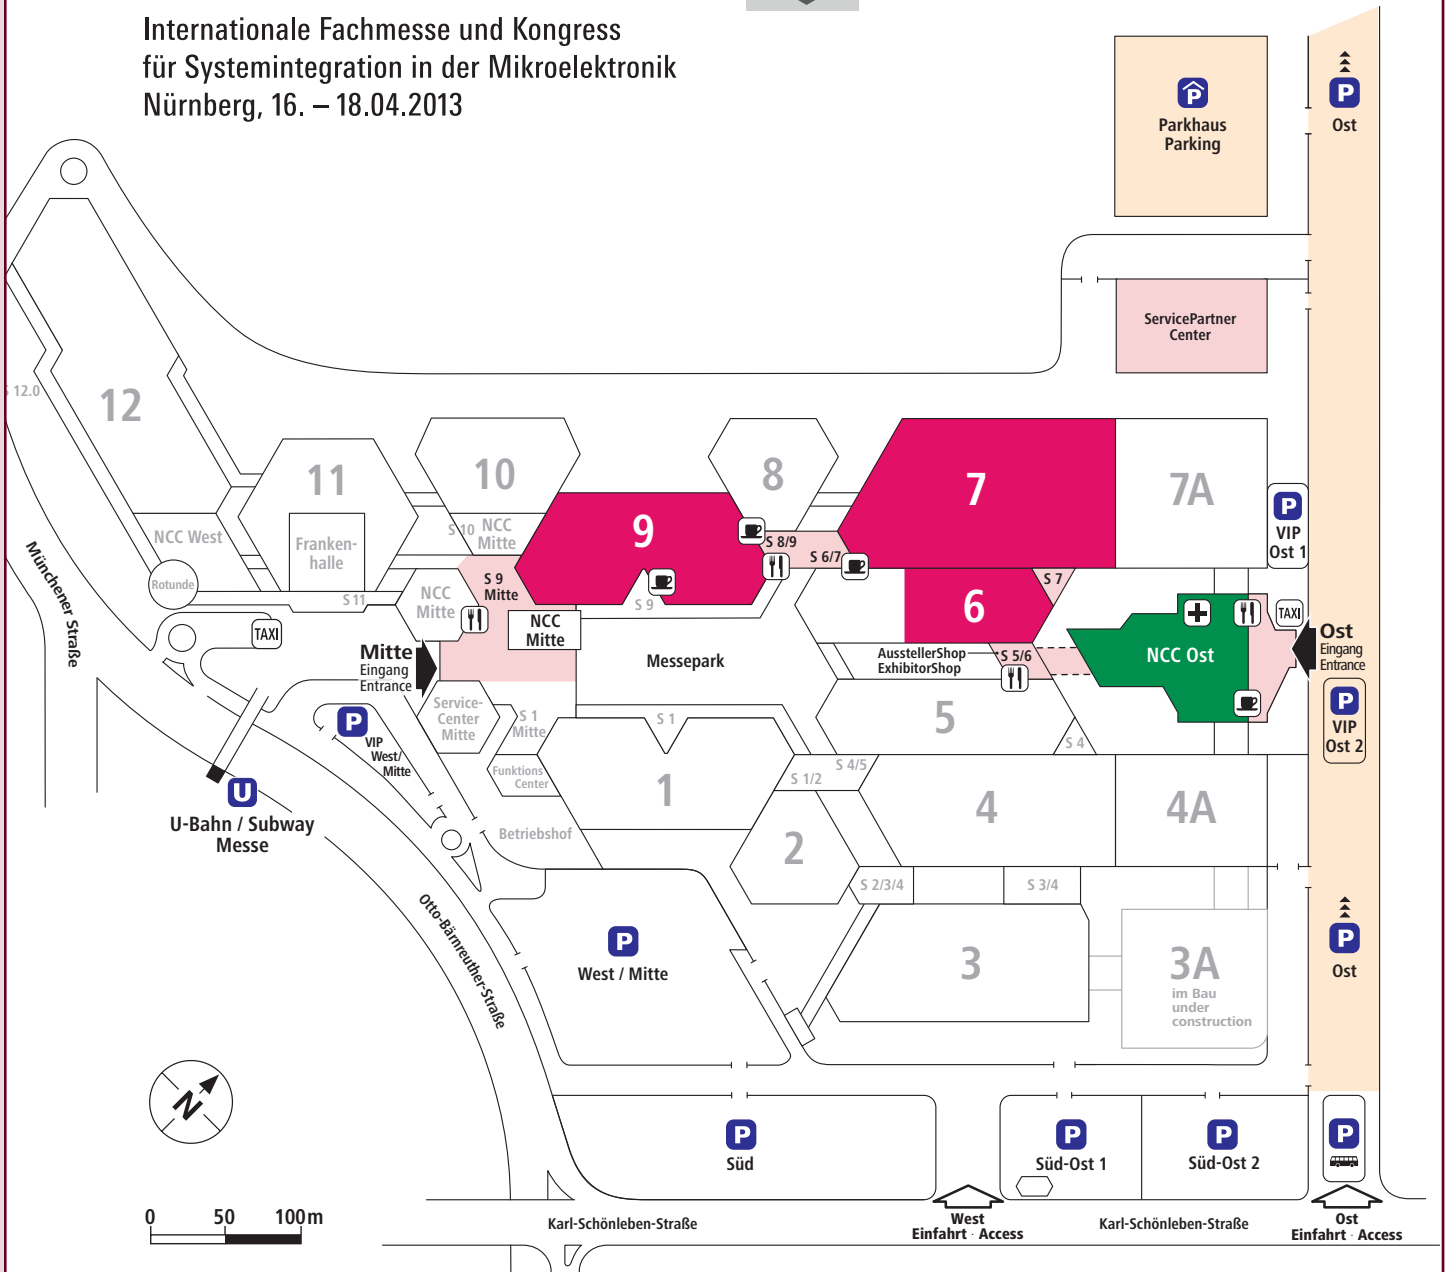 Internationale Fachmesse und Kongress
für Systemintegration in der Mikroelektronik
Nürnberg, 16. – 18.04.2013
P
Parkhaus
Parking
P
Ost
ServicePartner
Center
S 12.0
12
11
10
8
7
7A
9
Franken-
halle
NCC West
Rotunde
S 11
S 10
NCC
Mitte
S 8/9
S 6/7
P
VIP
Ost 1
NCC
Mitte
S 9
Mitte
NCC
Mitte
S 9
6
S 7
TAXI
Münchener Straße
TAXI
Mitte
Eingang
Entrance
Messepark
AusstellerShop
ExhibitorShop
S 5/6
NCC Ost
Ost
Eingang
Entrance
P
VIP
Ost 2
Service-
Center
Mitte
S 1
Mitte
S 1
5
S 4
P
VIP
West/
Mitte
Funktions
Center
1
S 1/2
S 4/5
4
4A
U
U-Bahn / Subway
Messe
Betriebshof
2
S 2/3/4
S 3/4
Otto-Bärnreuther-Straße
P
West / Mitte
3
3A
im Bau
under
construction
P
Ost
N
P
Süd
P
Süd-Ost 1
P
Süd-Ost 2
P
0 50 100m
Karl-Schönleben-Straße
West
Einfahrt · Access
Karl-Schönleben-Straße
Ost
Einfahrt · Access